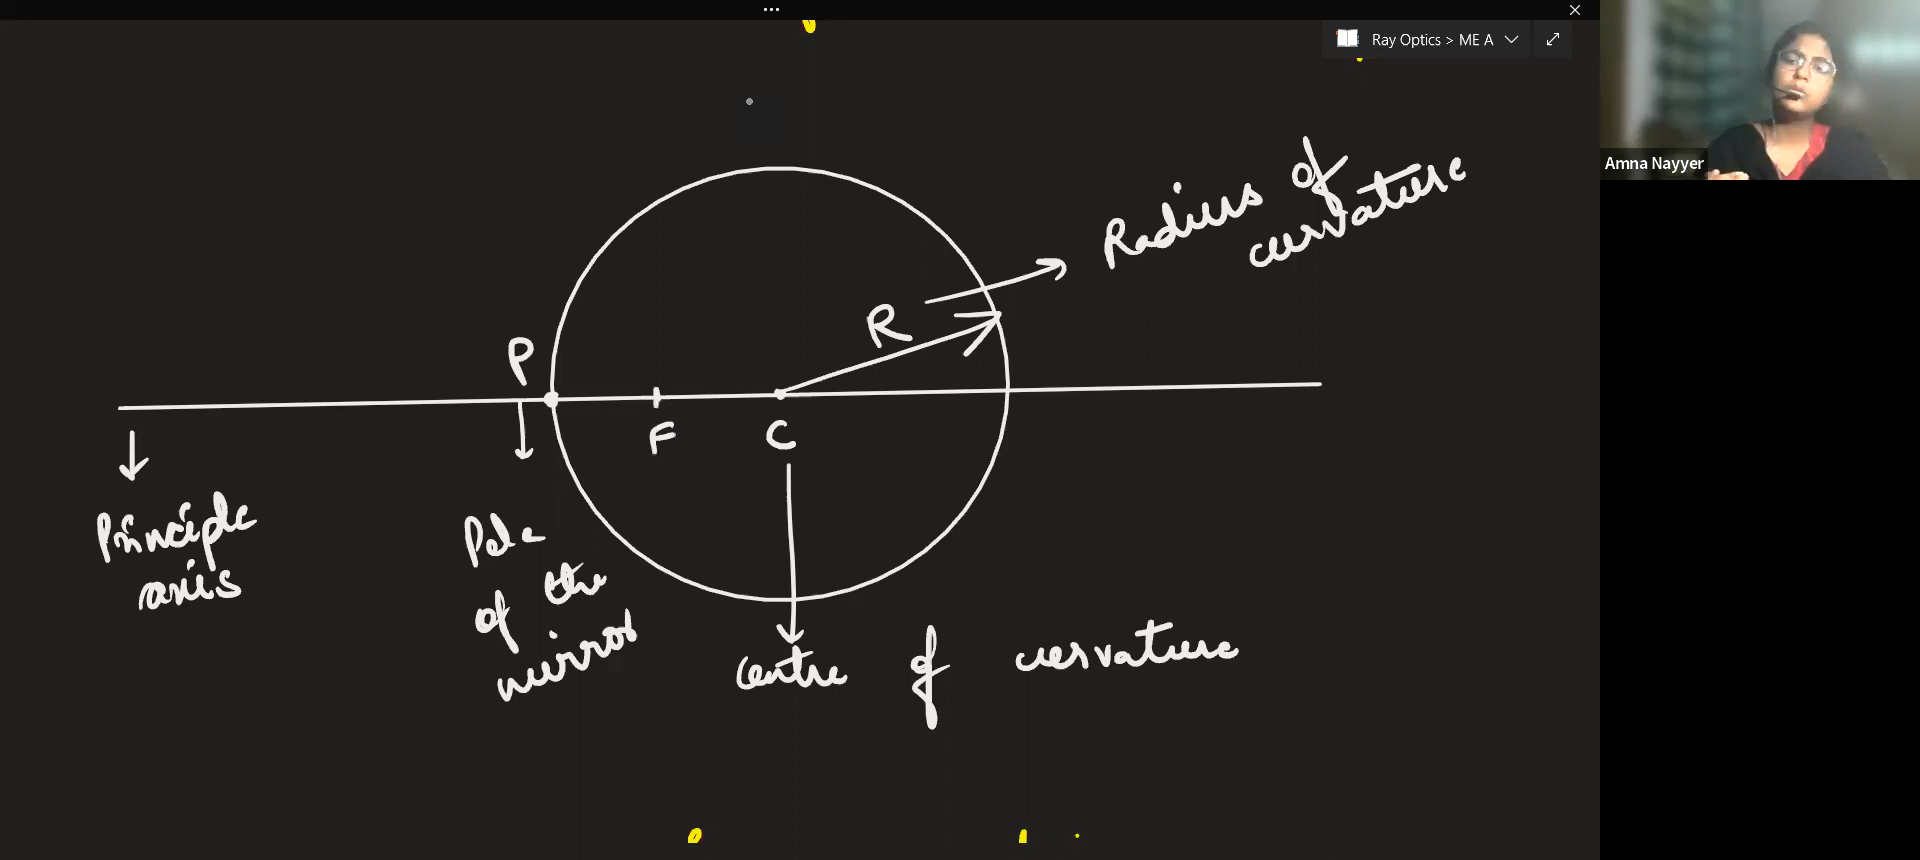 ...
Ray Optics > ME A
Amna Nayyer
Radius of
curvature
R
P
F
C
Principle
axis
Pole
of the
mirror
centre of curvature